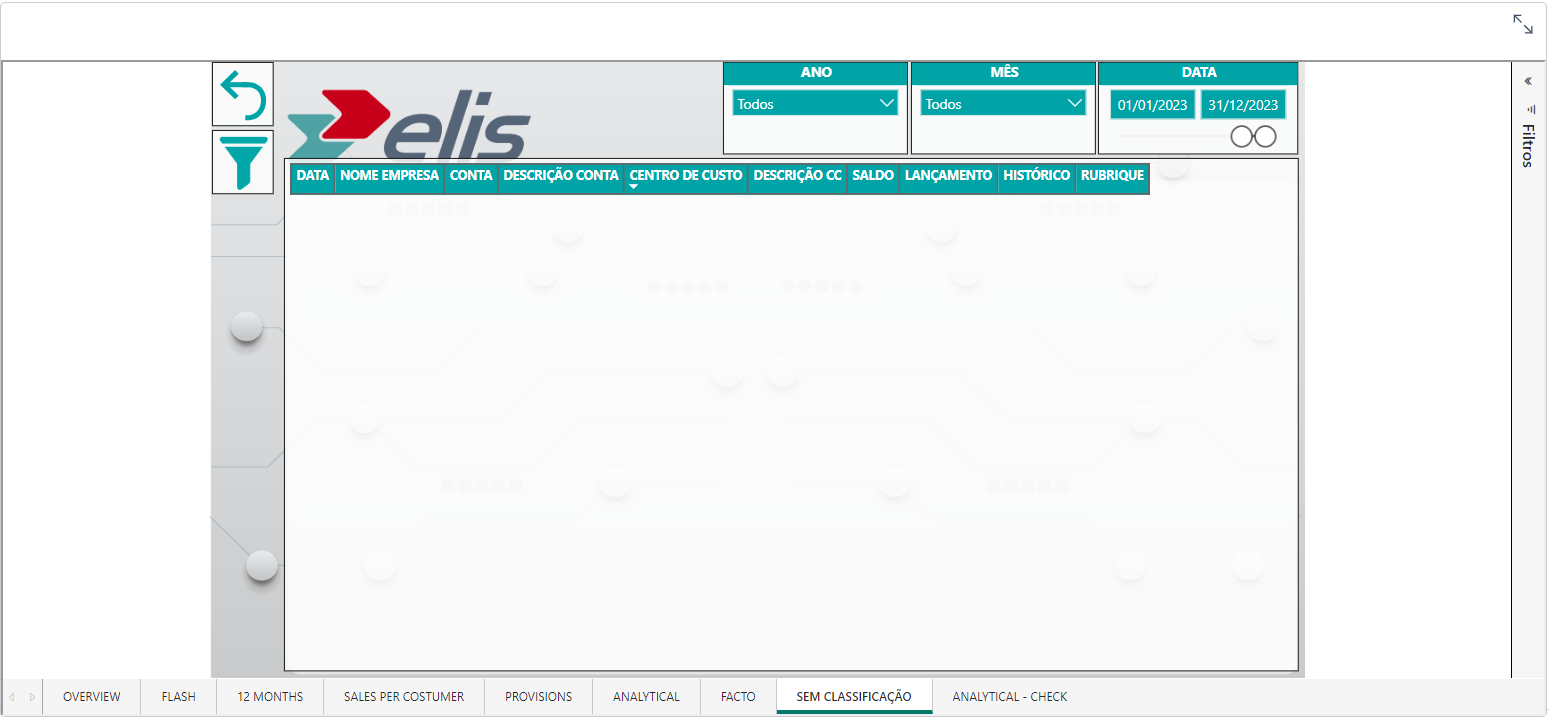 ANO
MÊS
DATA
Todos
Todos
01/01/2023
31/12/2023
Filtros
elis
DATA
NOME EMPRESA
CONTA
DESCRIÇÃO CONTA
CENTRO DE CUSTO
DESCRIÇÃO CC
SALDO
LANÇAMENTO
HISTÓRICO
RUBRIQUE
OVERVIEW
FLASH
12 MONTHS
SALES PER COSTUMER
PROVISIONS
ANALYTICAL
FACTO
SEM CLASSIFICAÇÃO
ANALYTICAL - CHECK